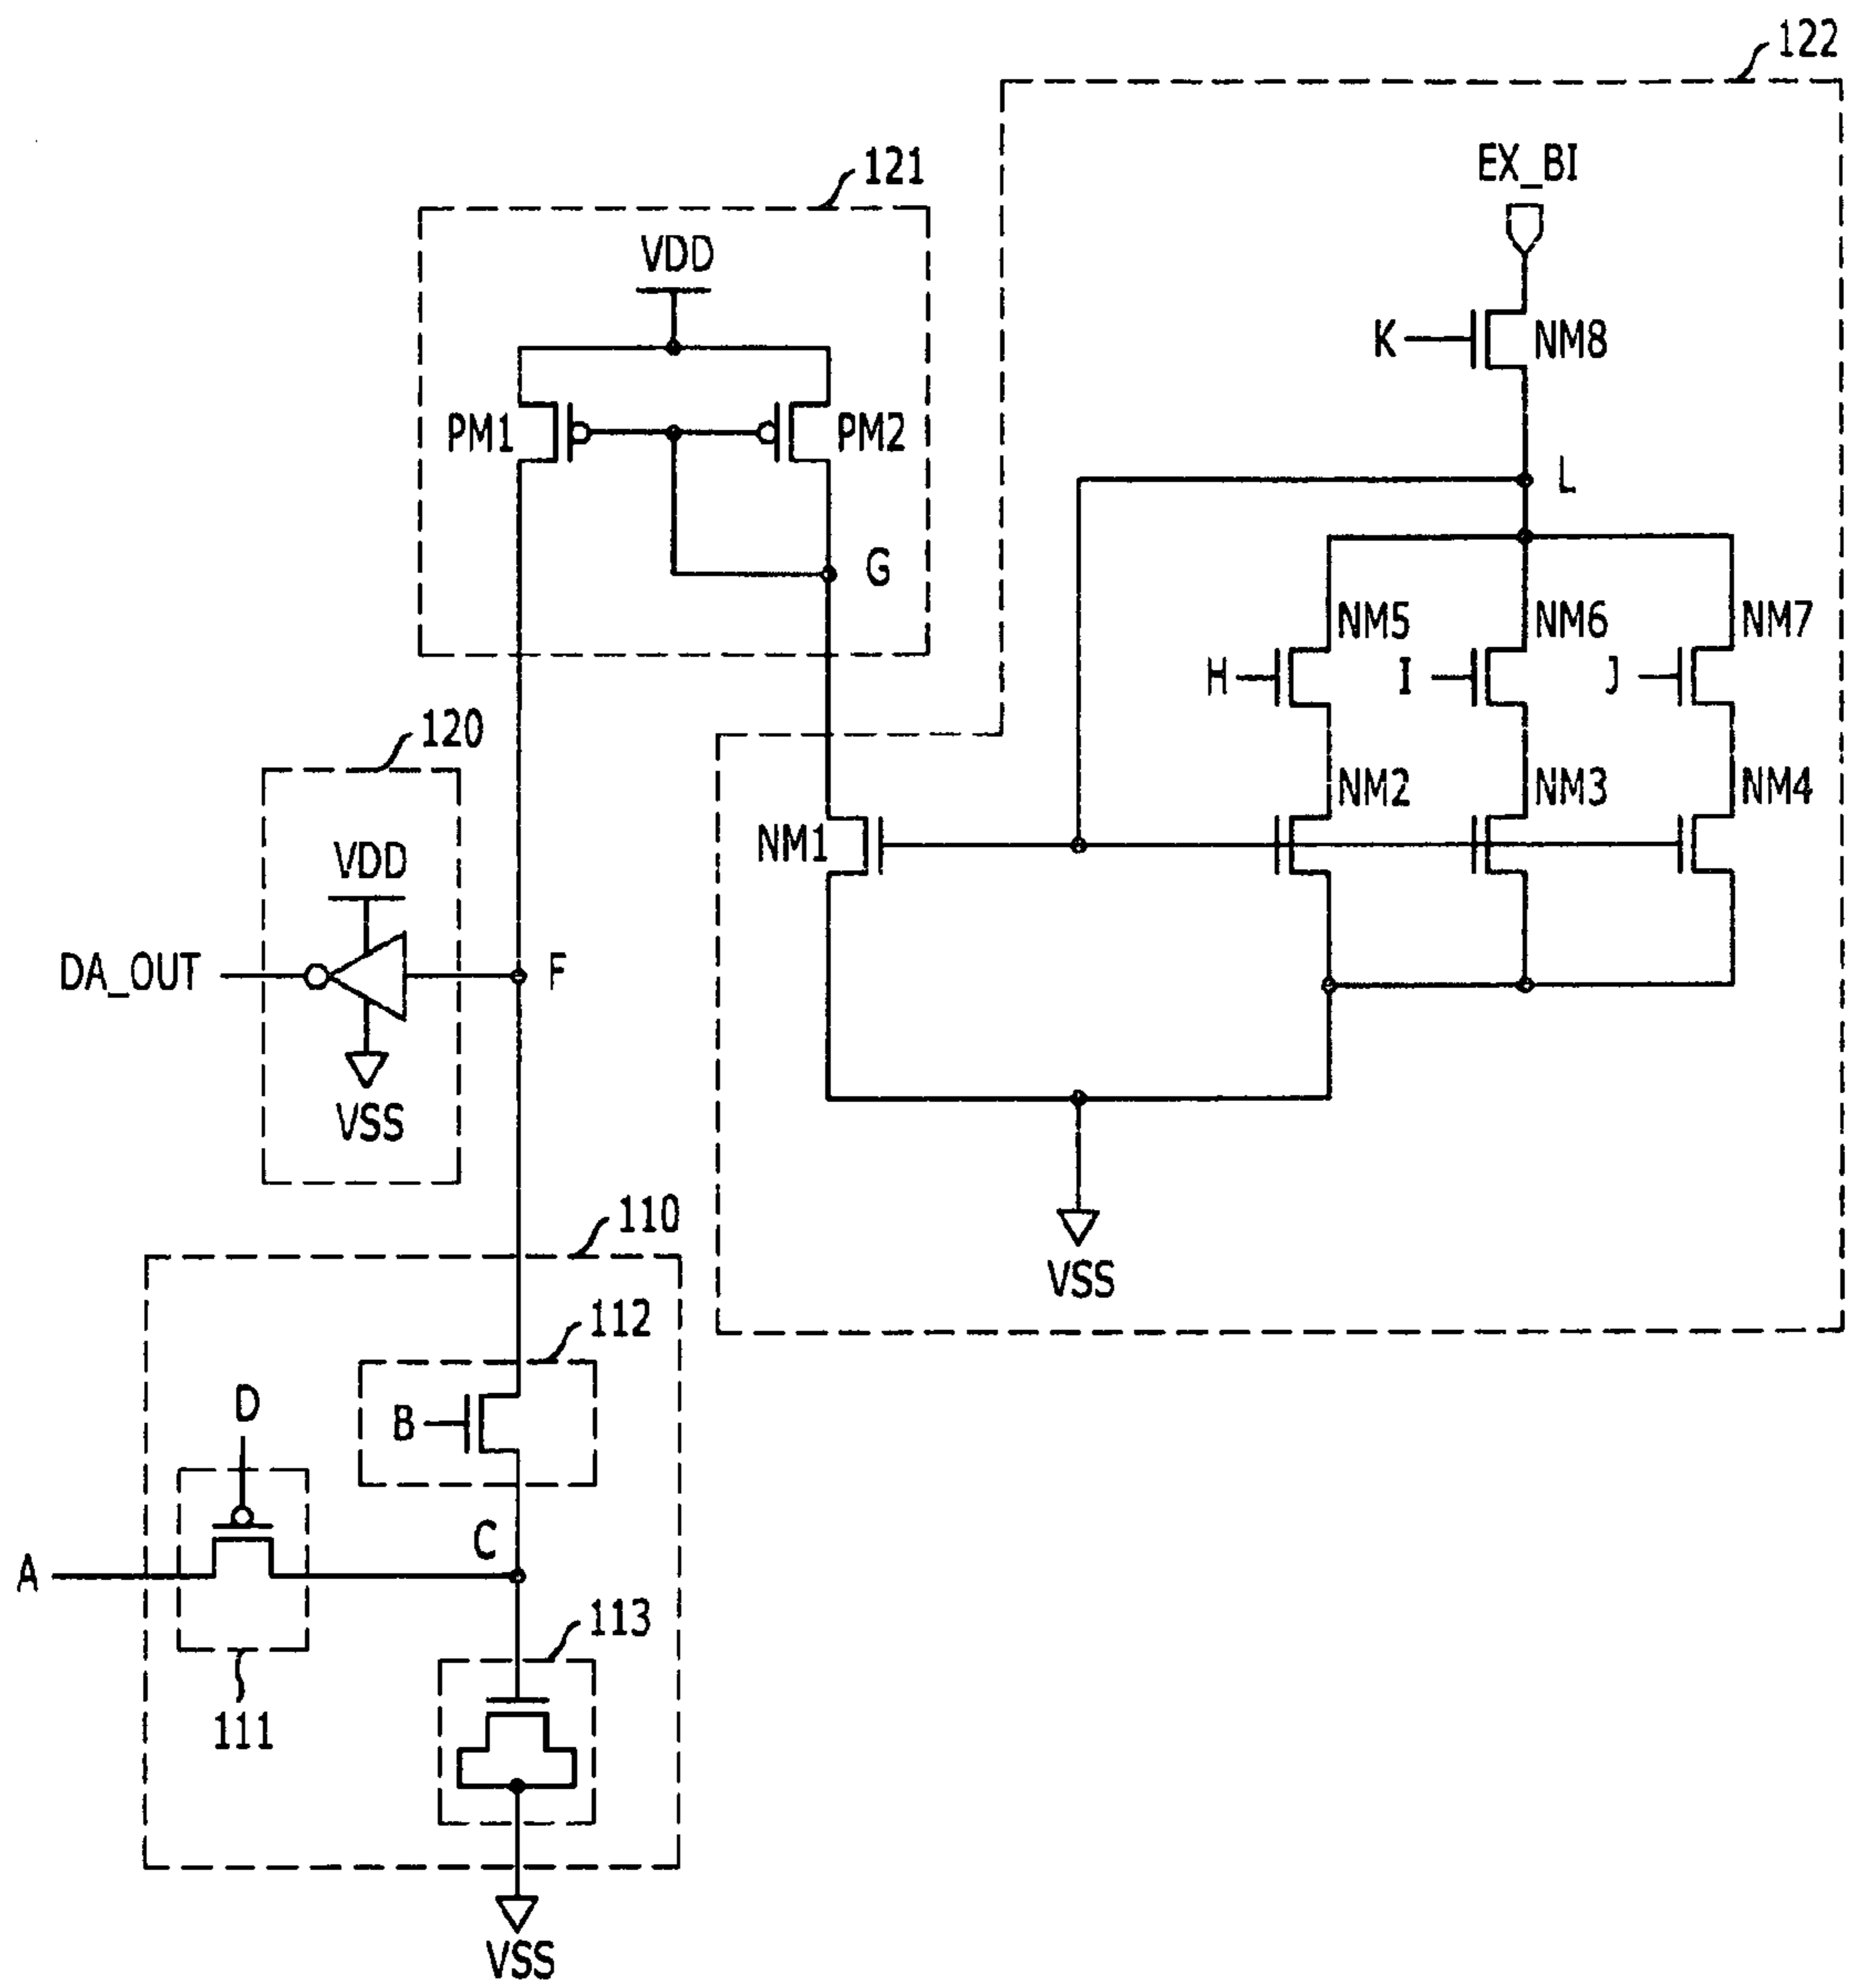 122
EX_BI
121
VDD
K
NM8
PM1
PM2
L
G
NM5
NM6
NM7
H
I
J
120
NM2
NM3
NM4
NM1
VDD
DA_OUT
F
VSS
110
VSS
112
D
B
C
A
113
111
VSS